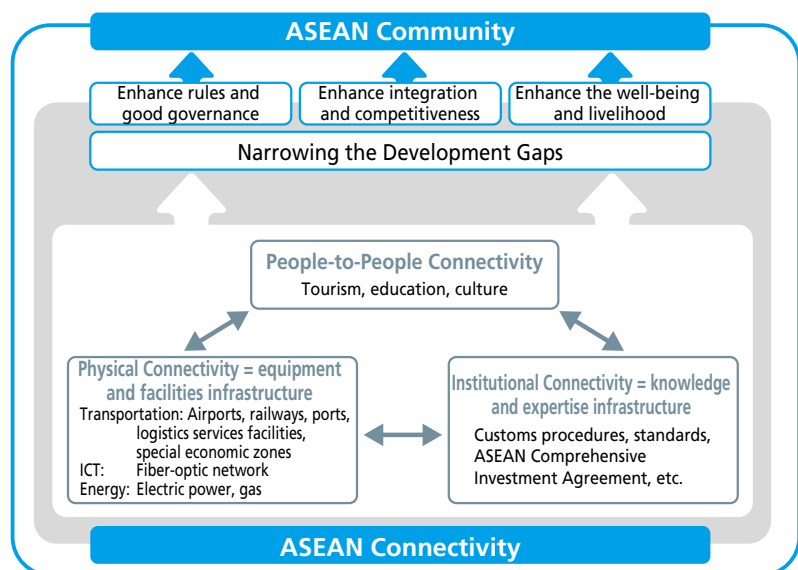 ASEAN Community
Enhance rules and
good governance
Enhance integration
and competitiveness
Enhance the well-being
and livelihood
Narrowing the Development Gaps
People-to-People Connectivity
Tourism, education, culture
Physical Connectivity = equipment
and facilities infrastructure
Transportation: Airports, railways, ports,
logistics services facilities,
special economic zones
ICT: Fiber-optic network
Energy: Electric power, gas
Institutional Connectivity = knowledge
and expertise infrastructure
Customs procedures, standards,
ASEAN Comprehensive
Investment Agreement, etc.
ASEAN Connectivity